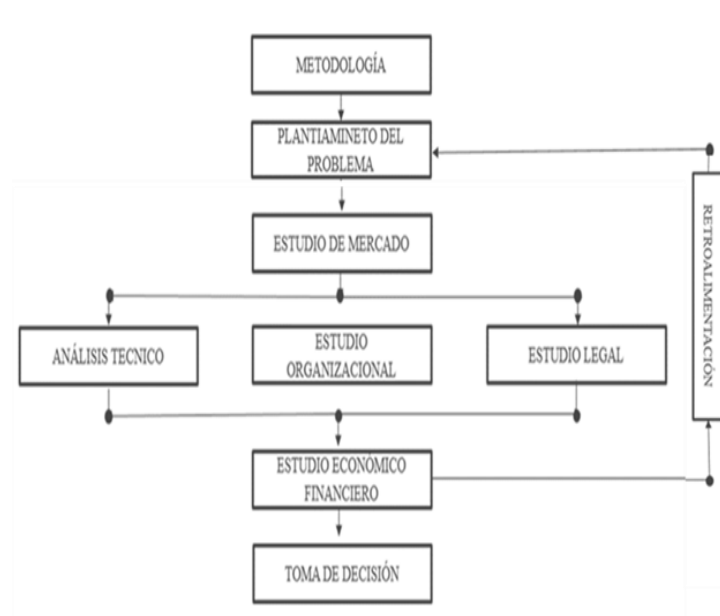 METODOLOGÍA
PLANTIAMINETO DEL
PROBLEMA
ESTUDIO DE MERCADO
ANÁLISIS TECNICO
ESTUDIO
ORGANIZACIONAL
ESTUDIO LEGAL
RETROALIMENTACIÓN
ESTUDIO ECONÓMICO
FINANCIERO
TOMA DE DECISIÓN